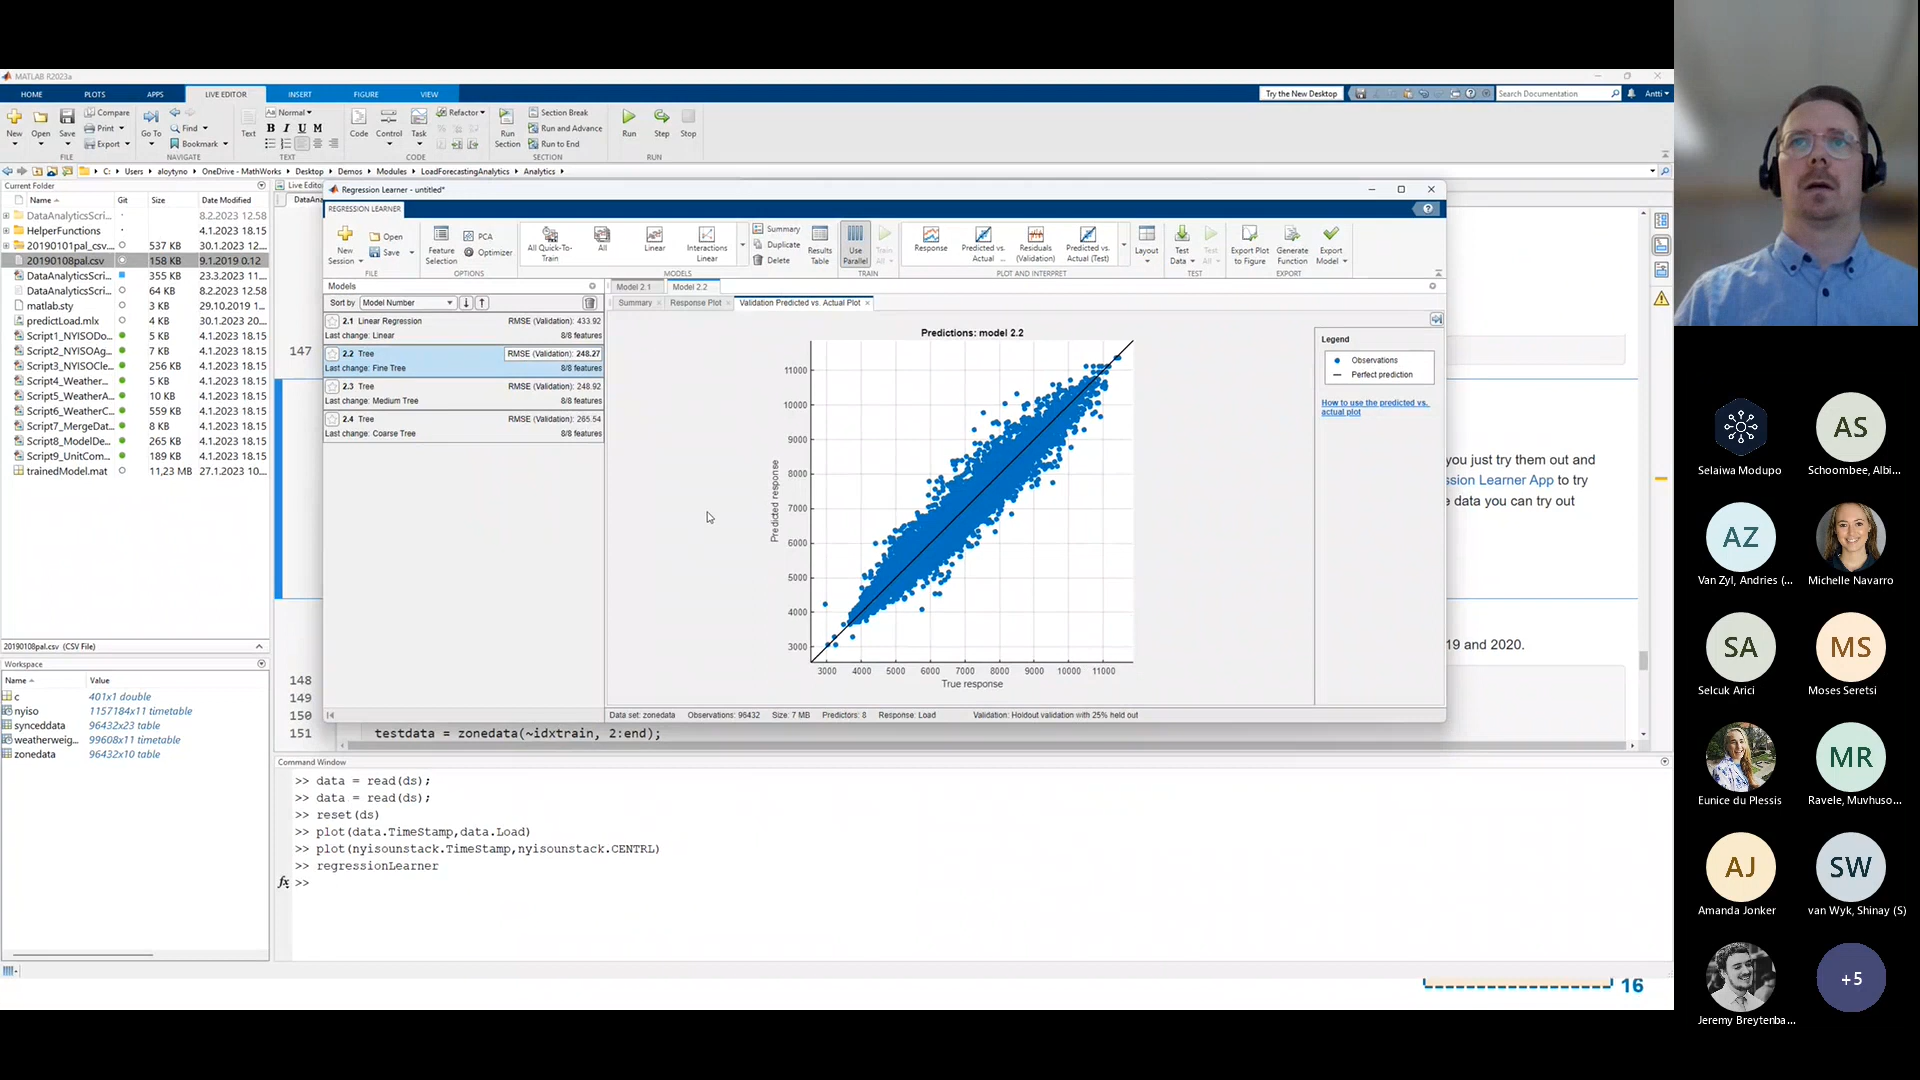 MATLAB R2023a
HOME PLOTS APPS LIVE EDITOR INSERT FIGURE VIEW
Try the New Desktop
Search Documentation
Antti
New Open Save
Compare
Print
Export
FILE
Go To
Find
Bookmark
NAVIGATE
Text
Normal
B I U M
TEXT
Code Control Task
Refactor
CODE
Run Section
Section Break
Run and Advance
Run to End
SECTION
Run Step Stop
RUN
C: Users aloytyno OneDrive - MathWorks Desktop Demos Modules LoadForecastingAnalytics Analytics
Current Folder
Name Git Size Date Modified
DataAnalyticsScri... 8.2.2023 12.58
HelperFunctions 4.1.2023 18.15
20190101pal_csv... 537 KB 30.1.2023 12...
20190108pal.csv 158 KB 9.1.2019 0.12
DataAnalyticsScri... 355 KB 23.3.2023 11...
DataAnalyticsScri... 64 KB 8.2.2023 12.58
matlab.sty 3 KB 29.10.2019 1...
predictLoad.mlx 4 KB 30.1.2023 20...
Script1_NYISODo... 8 KB 4.1.2023 18.15
Script2_NYISOAg... 7 KB 4.1.2023 18.15
Script3_NYISOCle... 256 KB 4.1.2023 18.15
Script4_Weather... 5 KB 4.1.2023 18.15
Script5_WeatherA... 10 KB 4.1.2023 18.15
Script6_WeatherC... 559 KB 4.1.2023 18.15
Script7_MergeDat... 8 KB 4.1.2023 18.15
Script8_ModelDe... 265 KB 4.1.2023 18.15
Script9_UnitCom... 189 KB 4.1.2023 18.15
trainedModel.mat 11,23 MB 27.1.2023 10...
20190108pal.csv (CSV File)
Workspace
Name Value
c 401x1 double
nyiso 1157184x11 timetable
synceddata 96432x23 table
weatherweig... 99608x11 timetable
zonedata 96432x10 table
Live Edito
DataAn
147
148
149
150
151
testdata = zonedata(~idxtrain, 2:end);
you just try them out and
ssion Learner App to try
e data you can try out
19 and 2020.
Regression Learner - untitled*
REGRESSION LEARNER
New Session
Open
Save
FILE
Feature Selection
PCA
Optimizer
OPTIONS
All Quick-To-Train
All
Linear
Interactions Linear
MODELS
Summary
Duplicate
Delete
Results Table
Use Parallel
Train All
TRAIN
Response
Predicted vs. Actual ...
Residuals (Validation)
Predicted vs. Actual (Test)
Layout
PLOT AND INTERPRET
Test Data
Test All
TEST
Export Plot to Figure
Generate Function
Export Model
EXPORT
Models
Sort by Model Number
2.1 Linear Regression RMSE (Validation): 433.92
Last change: Linear 8/8 features
2.2 Tree RMSE (Validation): 248.27
Last change: Fine Tree 8/8 features
2.3 Tree RMSE (Validation): 248.92
Last change: Medium Tree 8/8 features
2.4 Tree RMSE (Validation): 265.54
Last change: Coarse Tree 8/8 features
Model 2.1 Model 2.2
Summary Response Plot Validation Predicted vs. Actual Plot
Predictions: model 2.2
11000
10000
9000
8000
7000
6000
5000
4000
3000
Predicted response
3000 4000 5000 6000 7000 8000 9000 10000 11000
True response
Legend
Observations
Perfect prediction
How to use the predicted vs.
actual plot
Data set: zonedata Observations: 96432 Size: 7 MB Predictors: 8 Response: Load Validation: Holdout validation with 25% held out
Command Window
>> data = read(ds);
>> data = read(ds);
>> reset(ds)
>> plot(data.TimeStamp,data.Load)
>> plot(nyisounstack.TimeStamp,nyisounstack.CENTRL)
>> regressionLearner
fx >>
16
AS
Selaiwa Modupo
Schoombee, Albi...
AZ
Van Zyl, Andries (...
Michelle Navarro
SA
MS
Selcuk Arici
Moses Seretsi
MR
Eunice du Plessis
Ravele, Muvhuso...
AJ
SW
Amanda Jonker
van Wyk, Shinay (S)
+5
Jeremy Breytenba...